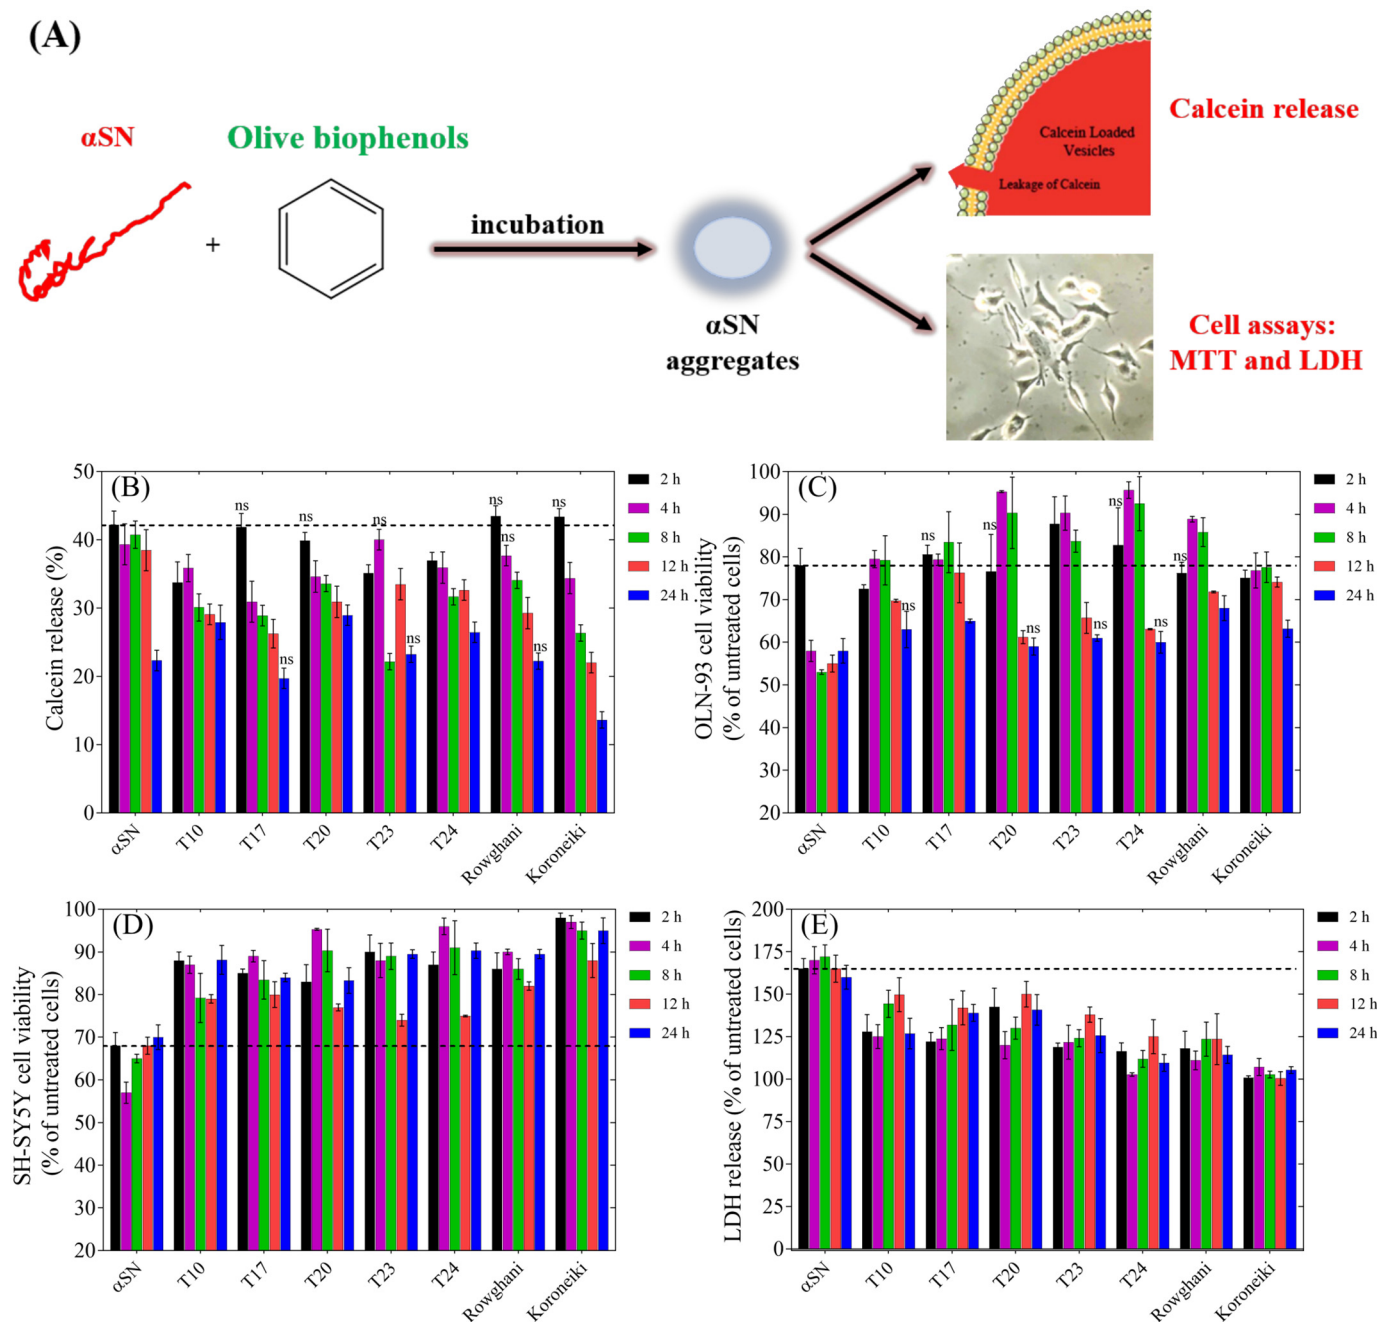 (A)
αSN
+
Olive biophenols
incubation
αSN
aggregates
Calcein Loaded
Vesicles
Leakage of Calcein
Calcein release
Cell assays:
MTT and LDH
(B)
Calcein release (%)
50
40
30
20
10
0
ns
ns
ns
ns
ns
ns
ns
ns
ns
αSN
T10
T17
T20
T23
T24
Rowghani
Koroneiki
2 h
4 h
8 h
12 h
24 h
(C)
OLN-93 cell viability
(% of untreated cells)
100
90
80
70
60
50
40
30
20
ns
ns
ns
ns
ns
ns
ns
ns
ns
αSN
T10
T17
T20
T23
T24
Rowghani
Koroneiki
2 h
4 h
8 h
12 h
24 h
(D)
SH-SY5Y cell viability
(% of untreated cells)
100
90
80
70
60
50
40
30
20
αSN
T10
T17
T20
T23
T24
Rowghani
Koroneiki
2 h
4 h
8 h
12 h
24 h
(E)
LDH release (% of untreated cells)
200
175
150
125
100
75
50
25
0
αSN
T10
T17
T20
T23
T24
Rowghani
Koroneiki
2 h
4 h
8 h
12 h
24 h